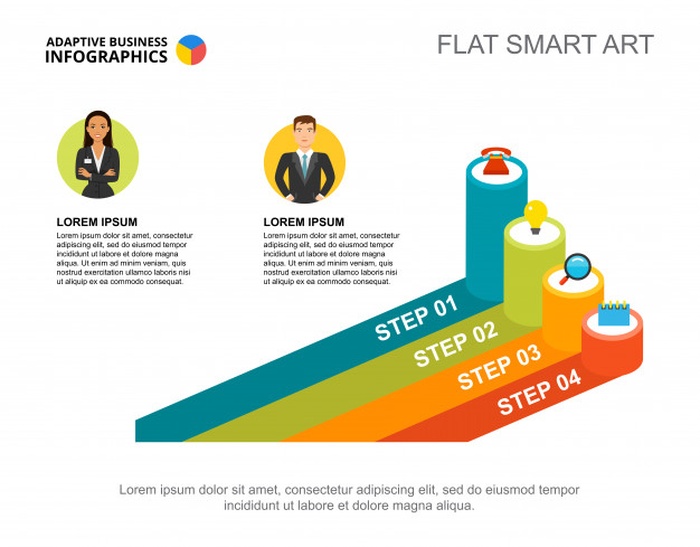 ADAPTIVE BUSINESS
INFOGRAPHICS
FLAT SMART ART
LOREM IPSUM
Lorem ipsum dolor sit amet, consectetur
adipiscing elit, sed do eiusmod tempor
incididunt ut labore et dolore magna
aliqua. Ut enim ad minim veniam, quis
nostrud exercitation ullamco laboris nisi
ut aliquip ex ea commodo.
LOREM IPSUM
Lorem ipsum dolor sit amet, consectetur
adipiscing elit, sed do eiusmod tempor
incididunt ut labore et dolore magna
aliqua. Ut enim ad minim veniam, quis
nostrud exercitation ullamco laboris nisi
ut aliquip ex ea commodo.
STEP 01
STEP 02
STEP 03
STEP 04
Lorem ipsum dolor sit amet, consectetur adipiscing elit, sed do eiusmod tempor
incididunt ut labore et dolore magna aliqua.